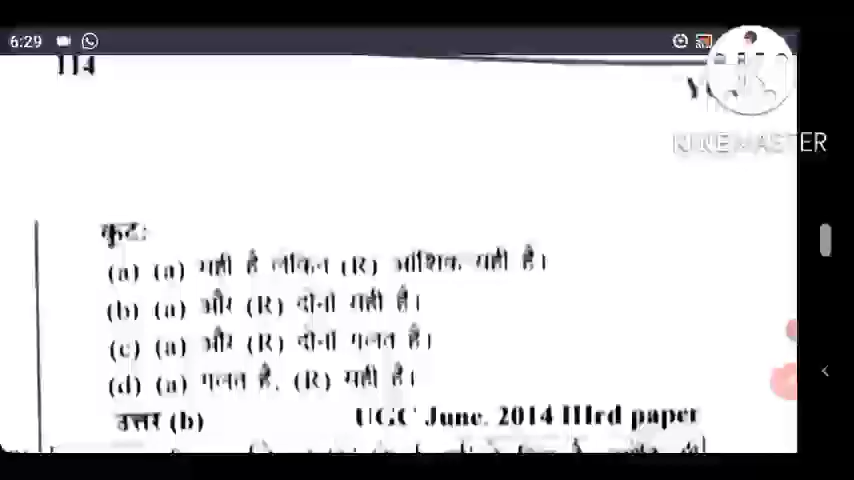 6:29
114
KINEMASTER
कूटः
(a) (a) सही है लेकिन (R) आंशिक सही है।
(b) (a) और (R) दोनों सही हैं।
(c) (a) और (R) दोनों गलत हैं।
(d) (a) गलत है, (R) सही है।
उत्तर (b) UGC June. 2014 IIIrd paper